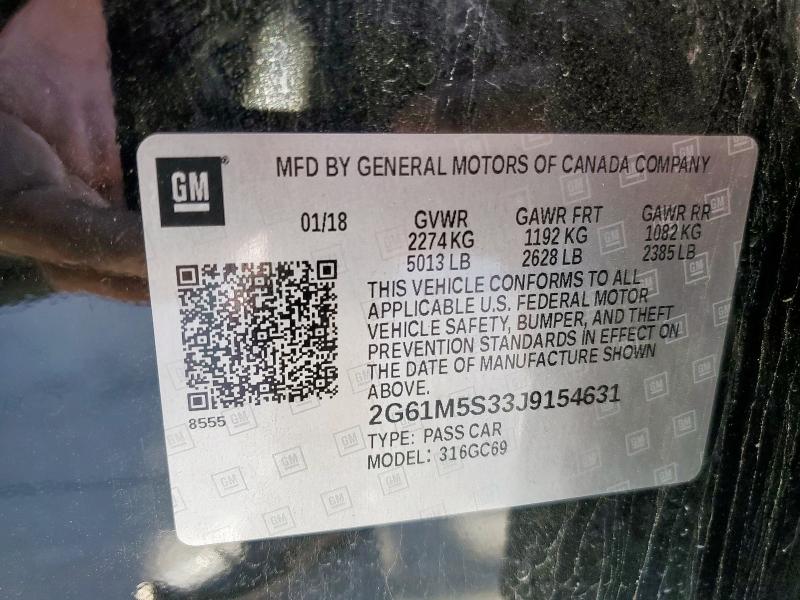 GM®
MFD BY GENERAL MOTORS OF CANADA COMPANY
01/18
GVWR
2274 KG
5013 LB
GAWR FRT
1192 KG
2628 LB
GAWR RR
1082 KG
2385 LB
THIS VEHICLE CONFORMS TO ALL
APPLICABLE U.S. FEDERAL MOTOR
VEHICLE SAFETY, BUMPER, AND THEFT
PREVENTION STANDARDS IN EFFECT ON
THE DATE OF MANUFACTURE SHOWN
ABOVE.
2G61M5S33J9154631
TYPE: PASS CAR
MODEL: 316GC69
8555